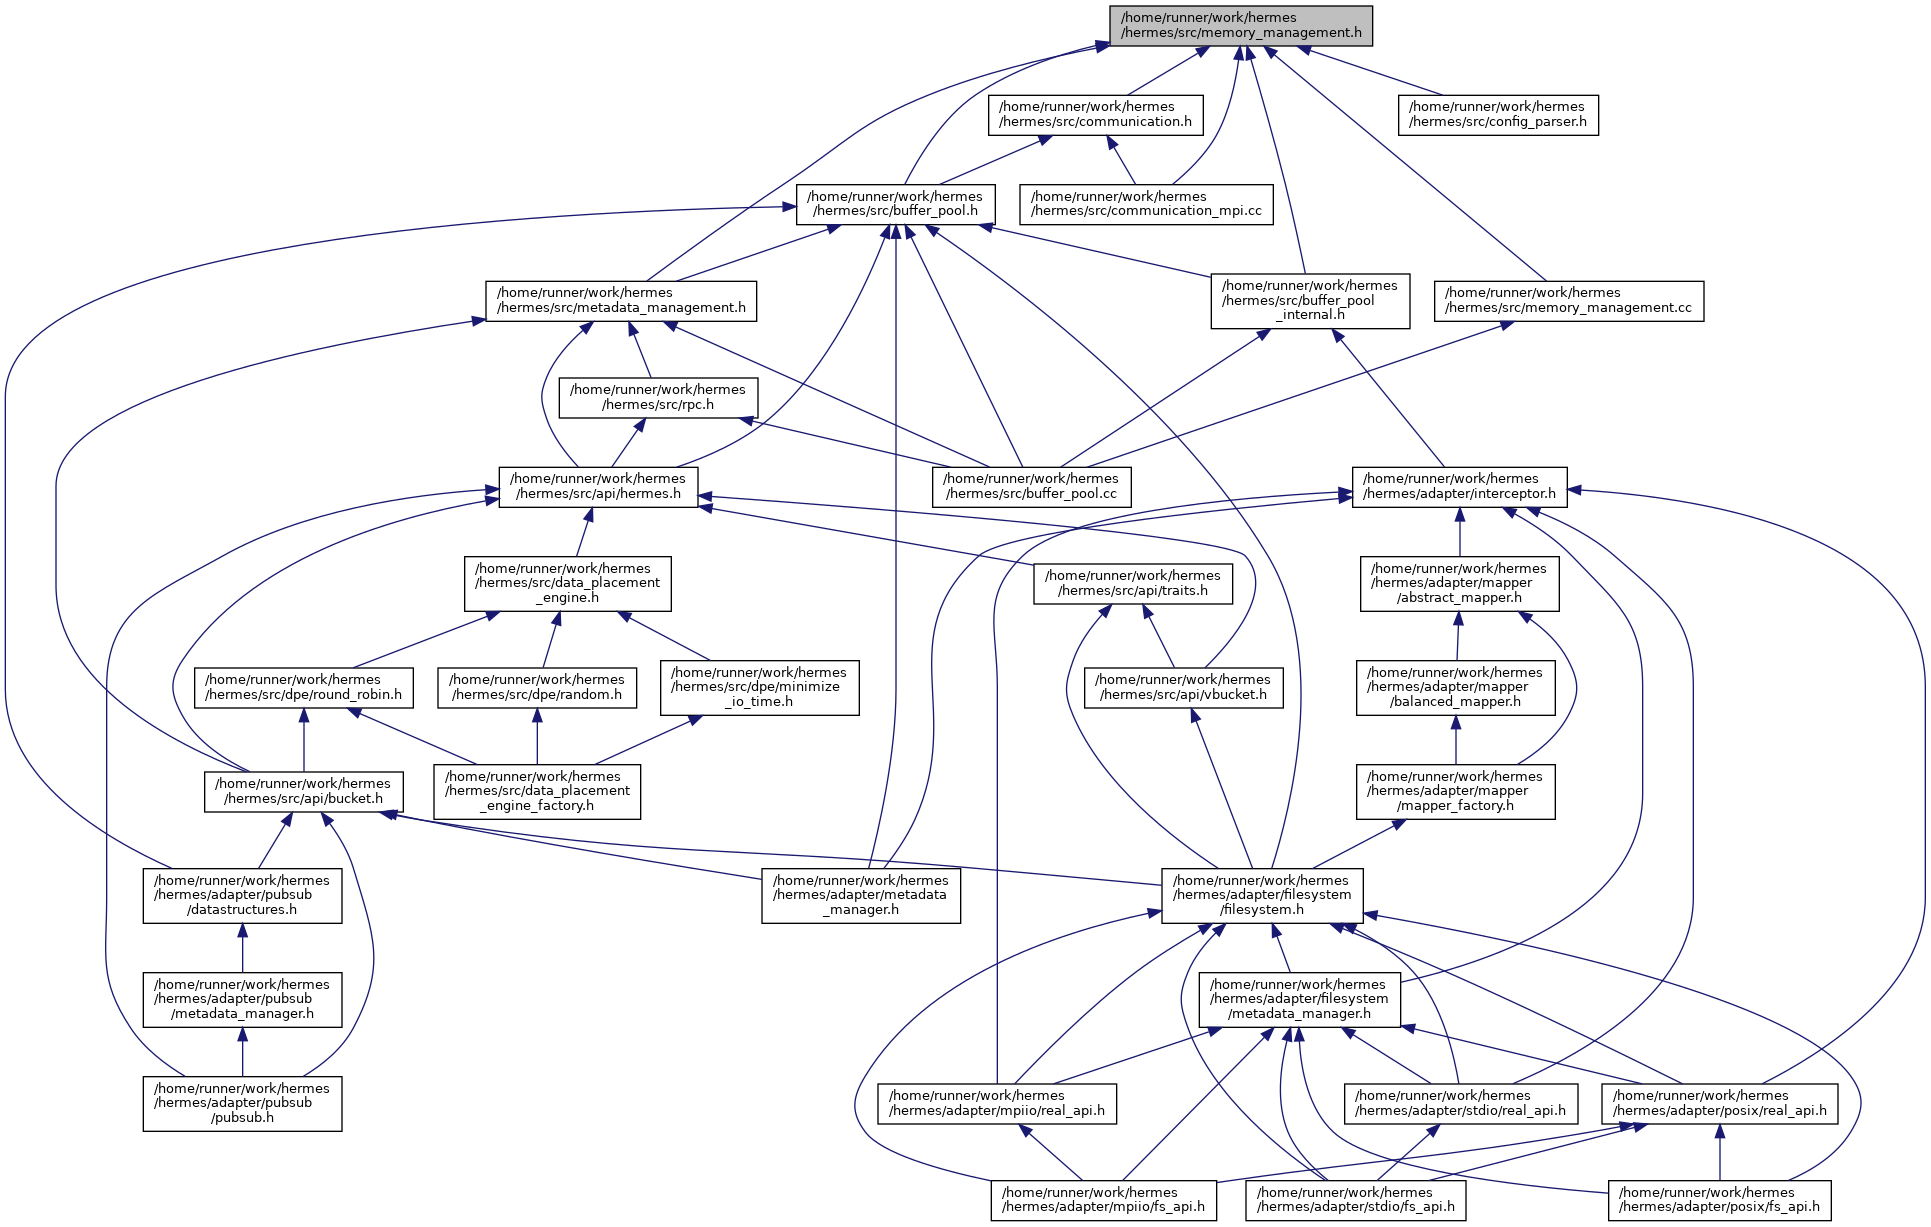 /home/runner/work/hermes
/hermes/src/memory_management.h
/home/runner/work/hermes
/hermes/src/communication.h
/home/runner/work/hermes
/hermes/src/config_parser.h
/home/runner/work/hermes
/hermes/src/buffer_pool.h
/home/runner/work/hermes
/hermes/src/communication_mpi.cc
/home/runner/work/hermes
/hermes/src/metadata_management.h
/home/runner/work/hermes
/hermes/src/buffer_pool
_internal.h
/home/runner/work/hermes
/hermes/src/memory_management.cc
/home/runner/work/hermes
/hermes/src/rpc.h
/home/runner/work/hermes
/hermes/src/api/hermes.h
/home/runner/work/hermes
/hermes/src/buffer_pool.cc
/home/runner/work/hermes
/hermes/adapter/interceptor.h
/home/runner/work/hermes
/hermes/src/data_placement
_engine.h
/home/runner/work/hermes
/hermes/src/api/traits.h
/home/runner/work/hermes
/hermes/adapter/mapper
/abstract_mapper.h
/home/runner/work/hermes
/hermes/src/dpe/round_robin.h
/home/runner/work/hermes
/hermes/src/dpe/random.h
/home/runner/work/hermes
/hermes/src/dpe/minimize
_io_time.h
/home/runner/work/hermes
/hermes/src/api/vbucket.h
/home/runner/work/hermes
/hermes/adapter/mapper
/balanced_mapper.h
/home/runner/work/hermes
/hermes/src/api/bucket.h
/home/runner/work/hermes
/hermes/src/data_placement
_engine_factory.h
/home/runner/work/hermes
/hermes/adapter/mapper
/mapper_factory.h
/home/runner/work/hermes
/hermes/adapter/pubsub
/datastructures.h
/home/runner/work/hermes
/hermes/adapter/metadata
_manager.h
/home/runner/work/hermes
/hermes/adapter/filesystem
/filesystem.h
/home/runner/work/hermes
/hermes/adapter/pubsub
/metadata_manager.h
/home/runner/work/hermes
/hermes/adapter/filesystem
/metadata_manager.h
/home/runner/work/hermes
/hermes/adapter/pubsub
/pubsub.h
/home/runner/work/hermes
/hermes/adapter/mpiio/real_api.h
/home/runner/work/hermes
/hermes/adapter/stdio/real_api.h
/home/runner/work/hermes
/hermes/adapter/posix/real_api.h
/home/runner/work/hermes
/hermes/adapter/mpiio/fs_api.h
/home/runner/work/hermes
/hermes/adapter/stdio/fs_api.h
/home/runner/work/hermes
/hermes/adapter/posix/fs_api.h